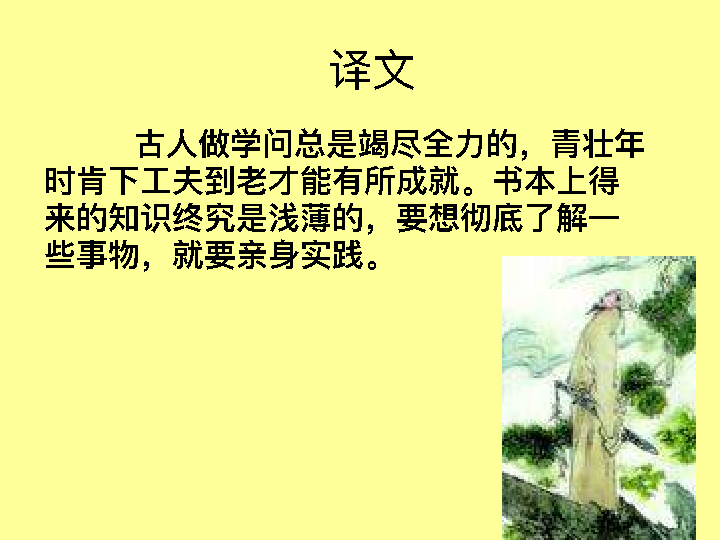 译文
古人做学问总是竭尽全力的，青壮年
时肯下工夫到老才能有所成就。书本上得
来的知识终究是浅薄的，要想彻底了解一
些事物，就要亲身实践。